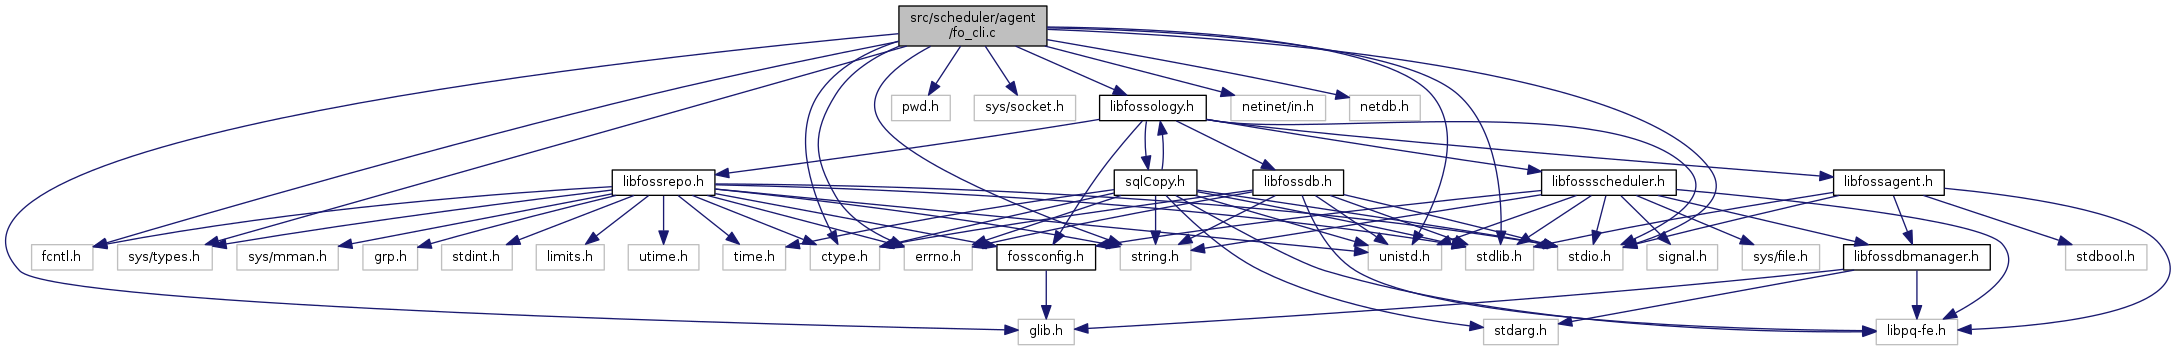 src/scheduler/agent
/fo_cli.c
pwd.h
sys/socket.h
libfossology.h
netinet/in.h
netdb.h
libfossrepo.h
sqlCopy.h
libfossdb.h
libfossscheduler.h
libfossagent.h
fcntl.h
sys/types.h
sys/mman.h
grp.h
stdint.h
limits.h
utime.h
time.h
ctype.h
errno.h
fossconfig.h
string.h
unistd.h
stdlib.h
stdio.h
signal.h
sys/file.h
libfossdbmanager.h
stdbool.h
glib.h
stdarg.h
libpq-fe.h